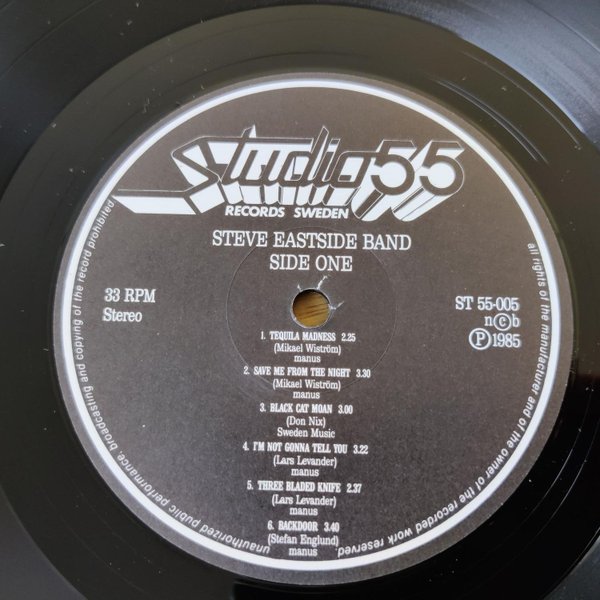 Studio 55
RECORDS SWEDEN
STEVE EASTSIDE BAND
SIDE ONE
33 RPM
Stereo
ST 55-005
n©b
Ⓟ1985
1. TEQUILA MADNESS 2.25
(Mikael Wiström)
manus
2. SAVE ME FROM THE NIGHT 3.30
(Mikael Wiström)
manus
3. BLACK CAT MOAN 3.00
(Don Nix)
Sweden Music
4. I'M NOT GONNA TELL YOU 3.22
(Lars Levander)
manus
5. THREE BLADED KNIFE 2.37
(Lars Levander)
manus
6. BACKDOOR 3.40
(Stefan Englund)
manus
all rights of the manufacturer and of the owner of the recorded work reserved.
unauthorized public performance, broadcasting and copying of the record prohibited